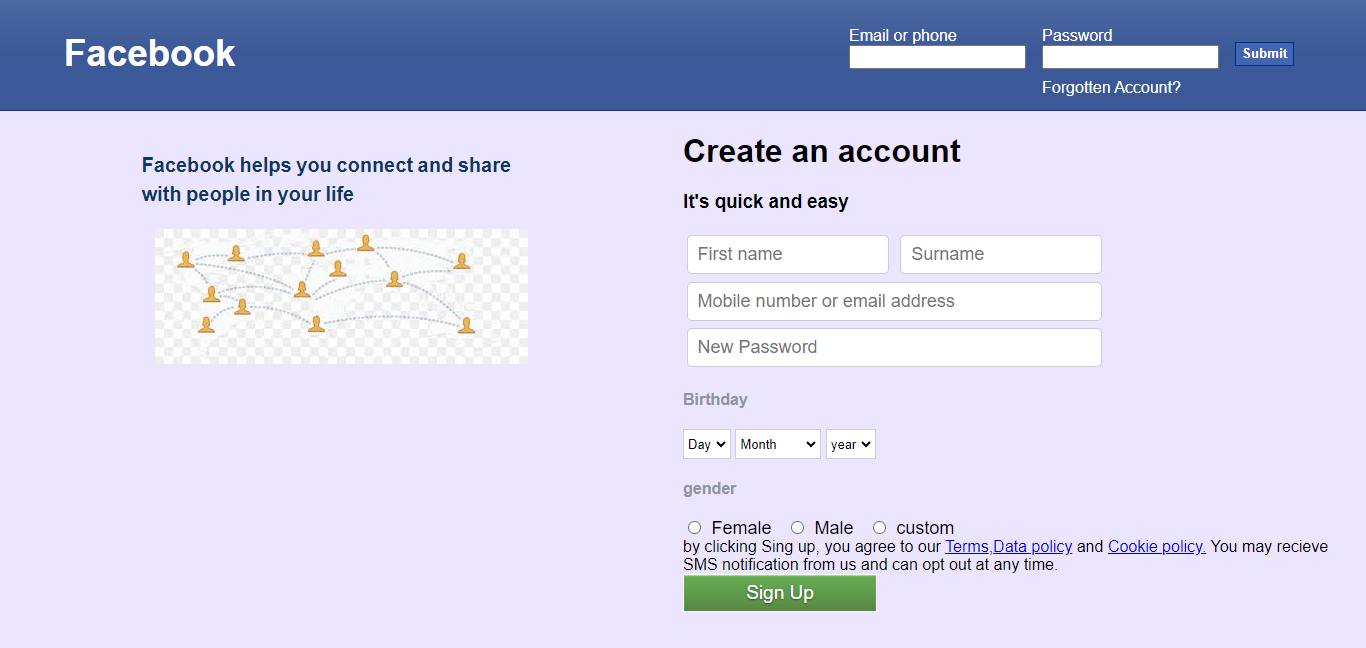 Facebook
Email or phone
Password
Submit
Forgotten Account?
Facebook helps you connect and share
with people in your life
Create an account
It's quick and easy
First name
Surname
Mobile number or email address
New Password
Birthday
Day
Month
year
gender
Female
Male
custom
by clicking Sing up, you agree to our Terms,Data policy and Cookie policy. You may recieve
SMS notification from us and can opt out at any time.
Sign Up